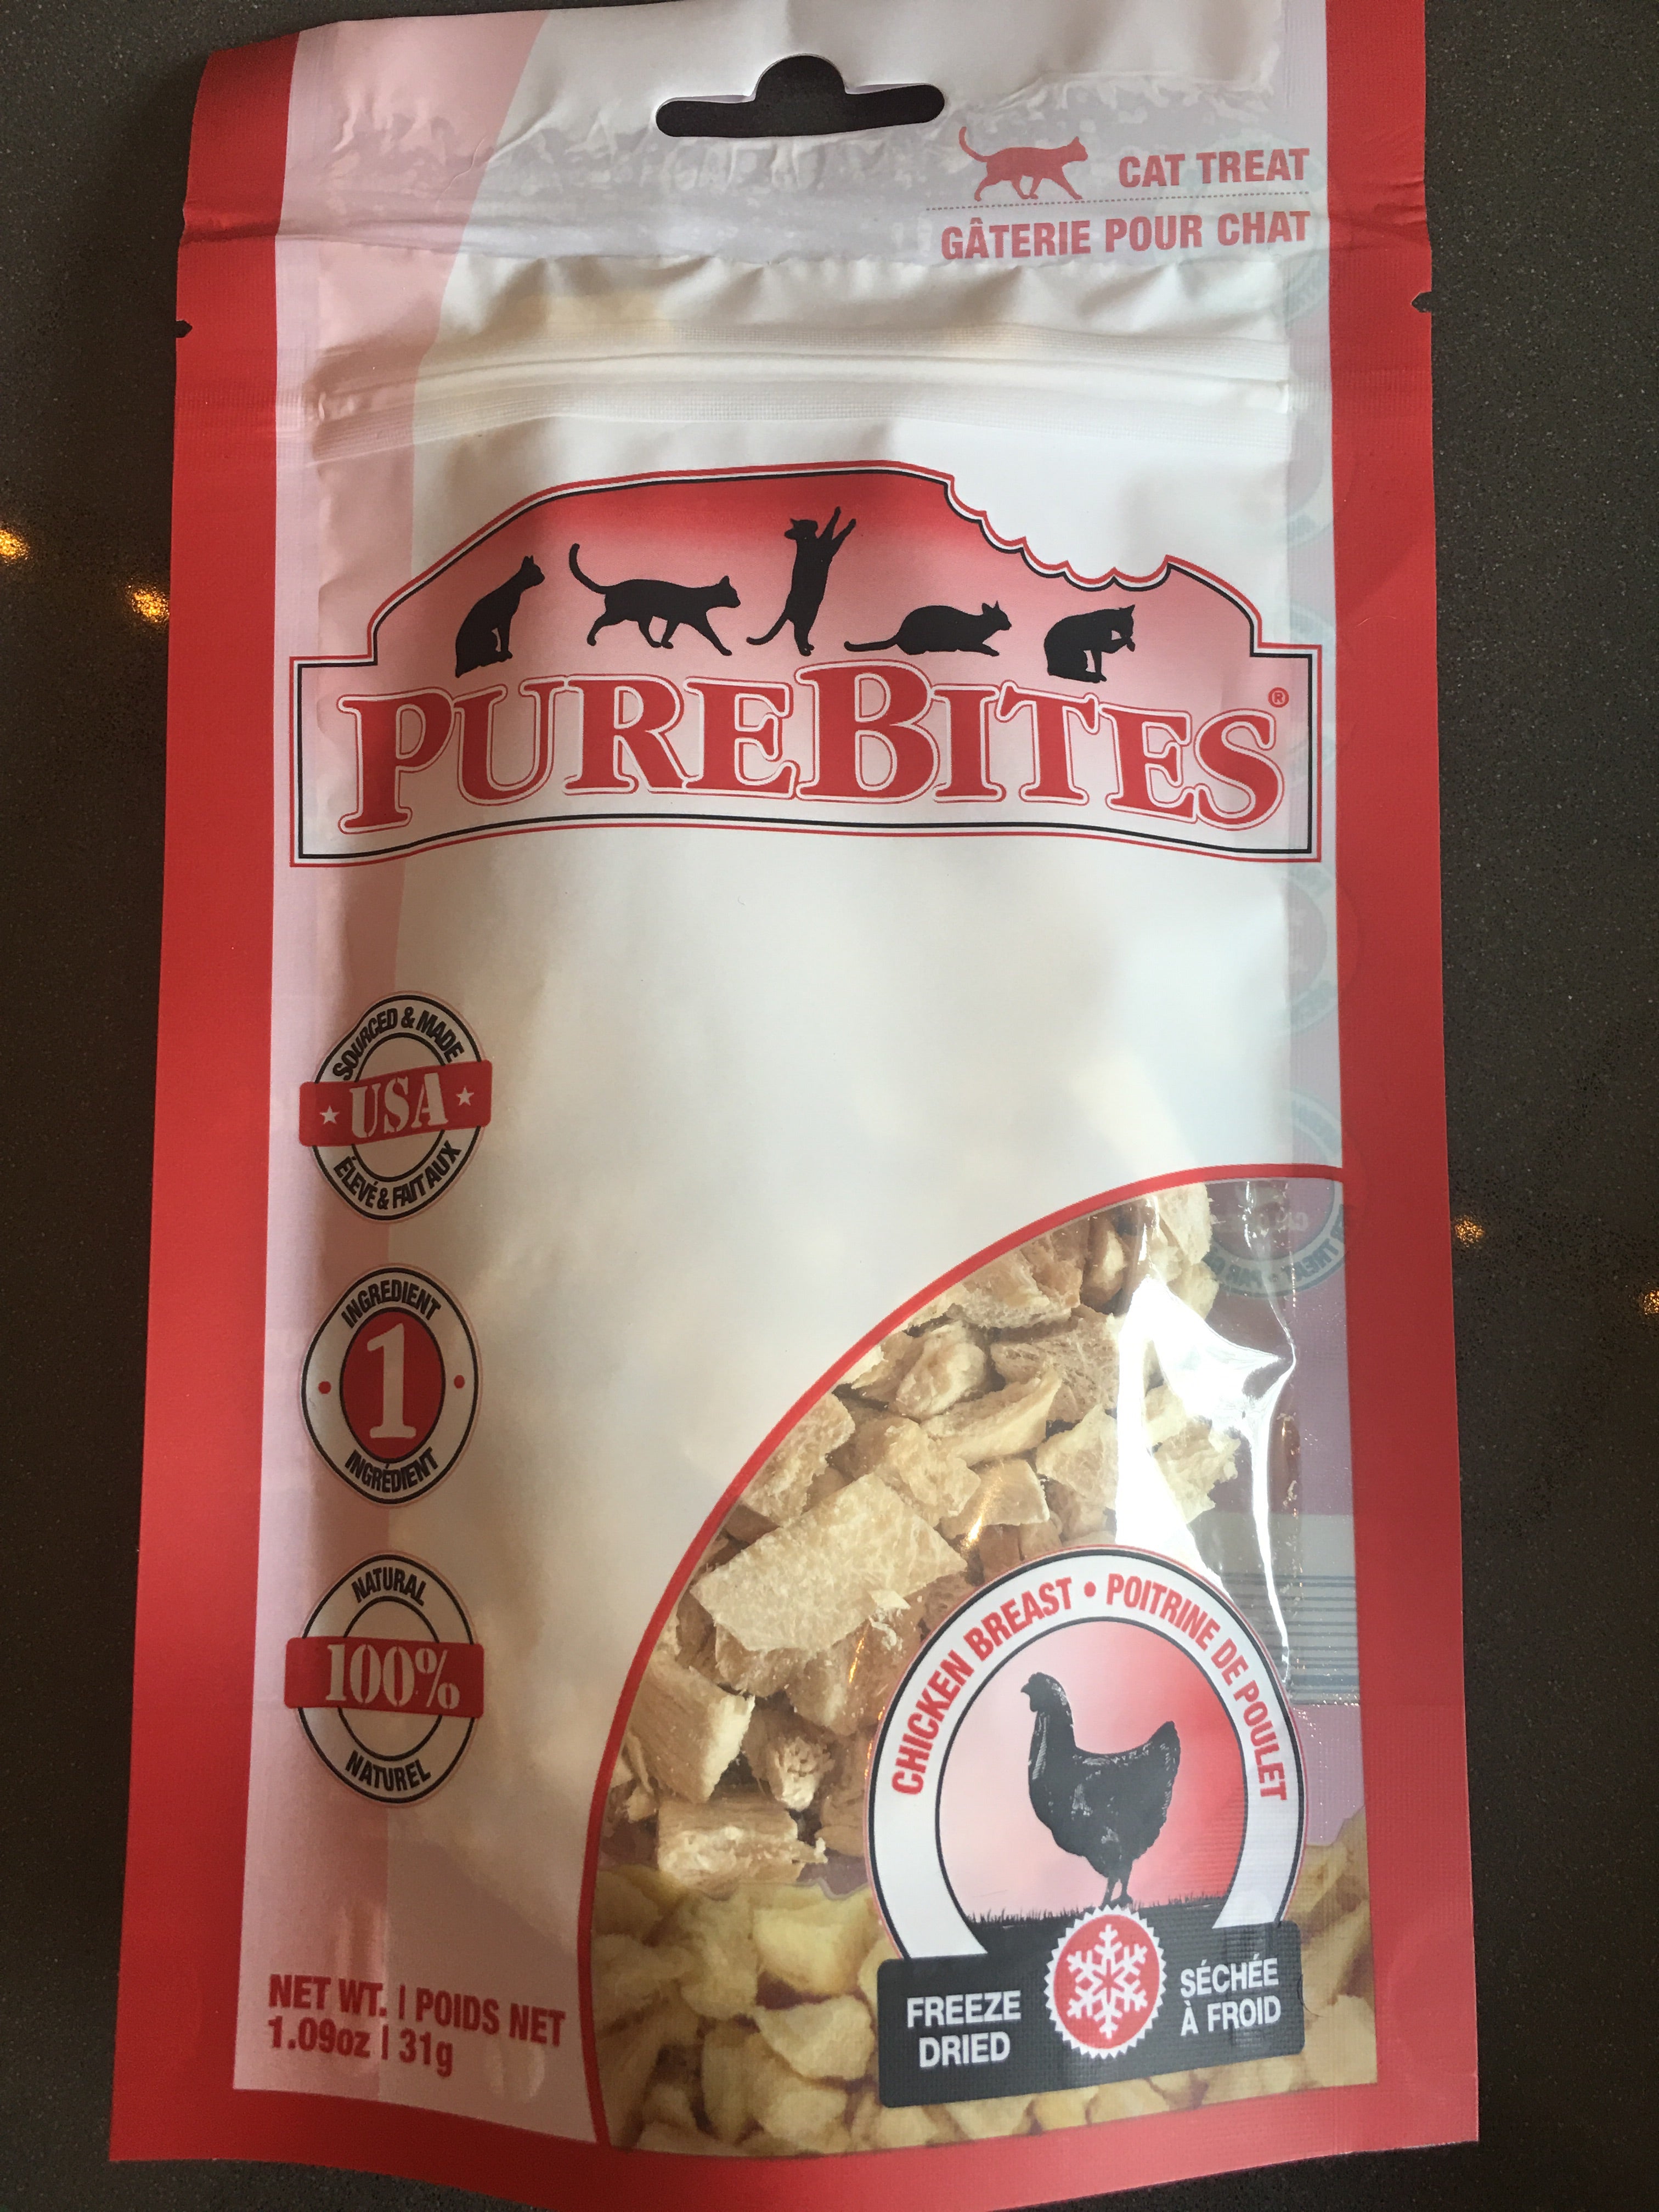 CAT TREAT
GÂTERIE POUR CHAT
PUREBITES®
SOURCED & MADE
USA
ÉLEVÉ & FAIT AUX
INGREDIENT
1
INGRÉDIENT
NATURAL
100%
NATUREL
CHICKEN BREAST • POITRINE DE POULET
FREEZE
DRIED
SÉCHÉE
À FROID
NET WT. | POIDS NET
1.09oz | 31g